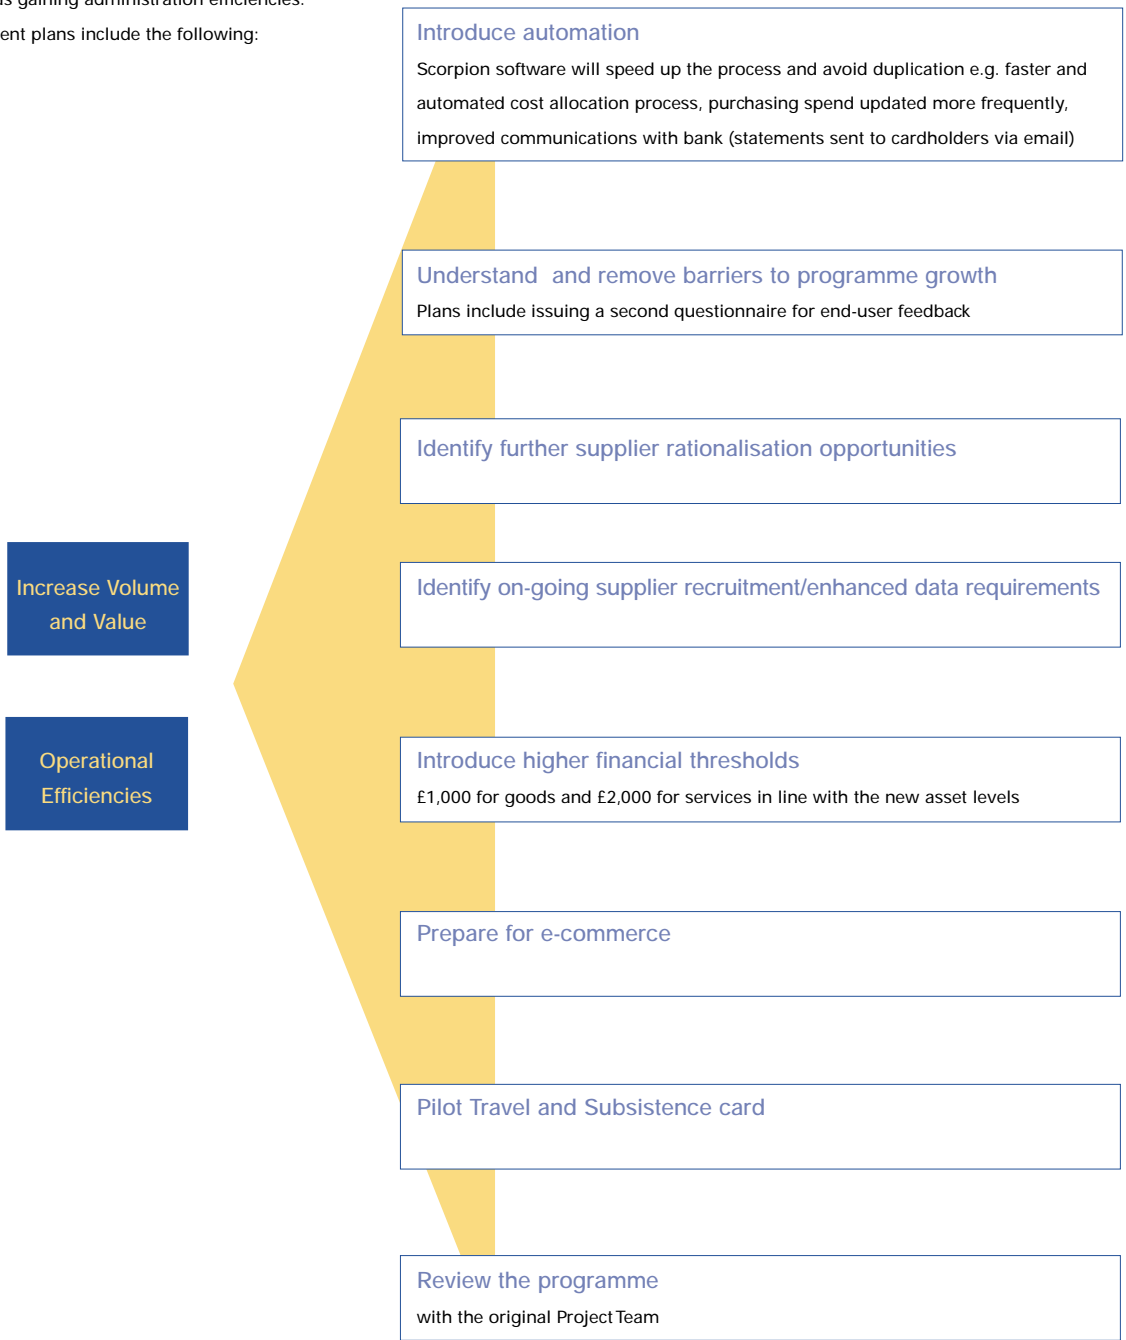 gaining administration efficiencies.
ent plans include the following:
Introduce automation
Scorpion software will speed up the process and avoid duplication e.g. faster and
automated cost allocation process, purchasing spend updated more frequently,
improved communications with bank (statements sent to cardholders via email)
Understand and remove barriers to programme growth
Plans include issuing a second questionnaire for end-user feedback
Identify further supplier rationalisation opportunities
Increase Volume
and Value
Identify on-going supplier recruitment/enhanced data requirements
Operational
Efficiencies
Introduce higher financial thresholds
£1,000 for goods and £2,000 for services in line with the new asset levels
Prepare for e-commerce
Pilot Travel and Subsistence card
Review the programme
with the original Project Team